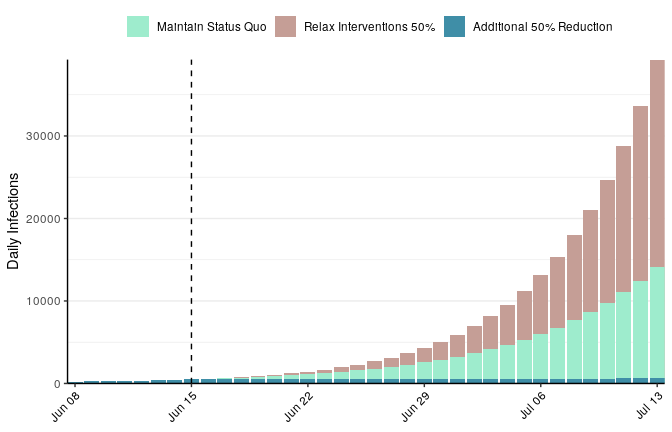 Maintain Status Quo Relax Interventions 50% Additional 50% Reduction
Daily Infections
30000
20000
10000
0
Jun 08 Jun 15 Jun 22 Jun 29 Jul 06 Jul 13